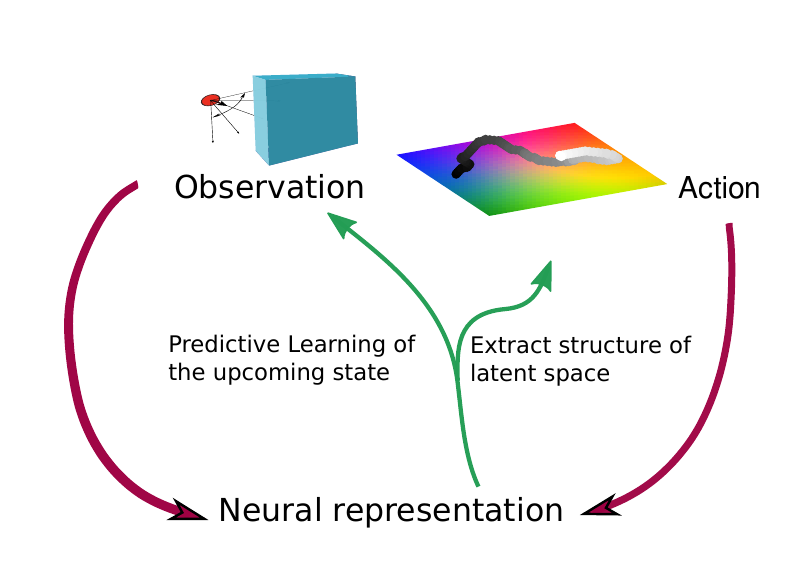 Observation
Action
Predictive Learning of
the upcoming state
Extract structure of
latent space
Neural representation